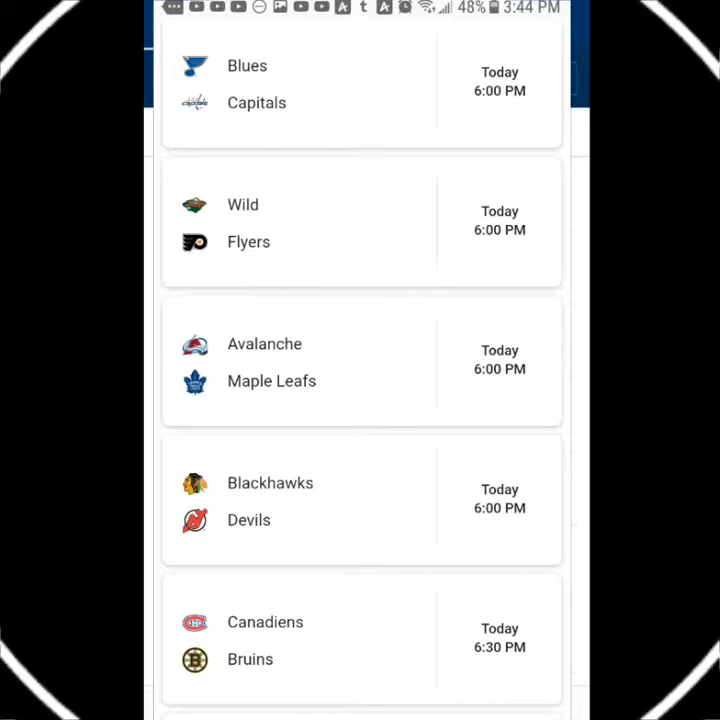 48% 3:44 PM
Blues
Capitals
Today
6:00 PM
Wild
Flyers
Today
6:00 PM
Avalanche
Maple Leafs
Today
6:00 PM
Blackhawks
Devils
Today
6:00 PM
Canadiens
Bruins
Today
6:30 PM